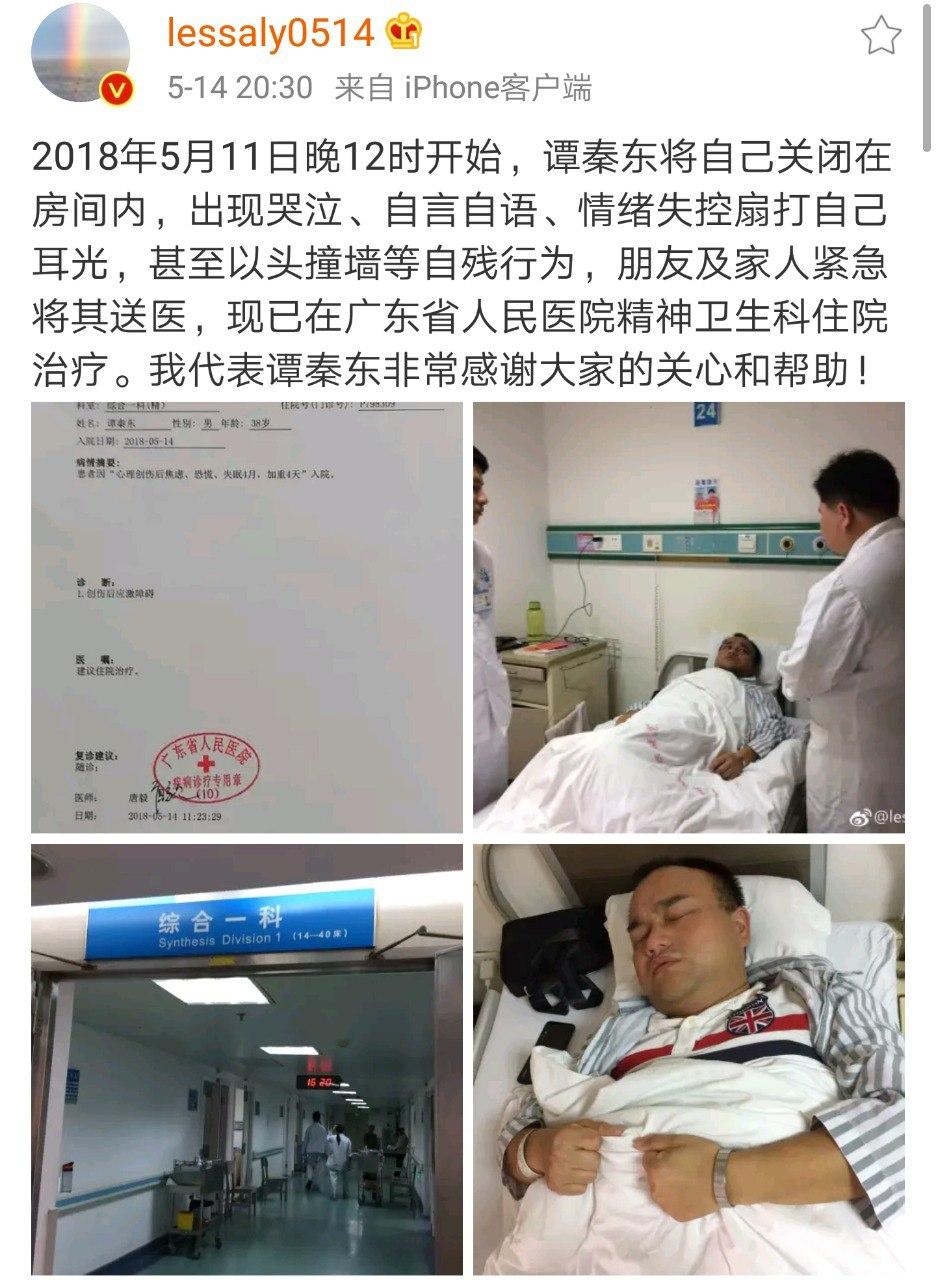 lessaly0514
5-14 20:30 来自 iPhone客户端
2018年5月11日晚12时开始，谭秦东将自己关闭在
房间内，出现哭泣、自言自语、情绪失控扇打自己
耳光，甚至以头撞墙等自残行为，朋友及家人紧急
将其送医，现已在广东省人民医院精神卫生科住院
治疗。我代表谭秦东非常感谢大家的关心和帮助！
科室: 综合一科(精) 住院号(门诊号): P798309
姓名: 谭秦东 性别: 男 年龄: 38岁
入院日期: 2018-05-14
病情摘要:
患者因“心理创伤后焦虑、恐慌、失眠4月，加重4天”入院。
诊 断:
1.创伤后应激障碍
医 嘱:
建议住院治疗。
复诊建议:
随诊:
医师: 唐毅
日期: 2018-05-14 11:23:29
广东省人民医院
疾病诊疗专用章
(10)
24
@les
综合一科
Synthesis Division 1 (14—40床)
16 20